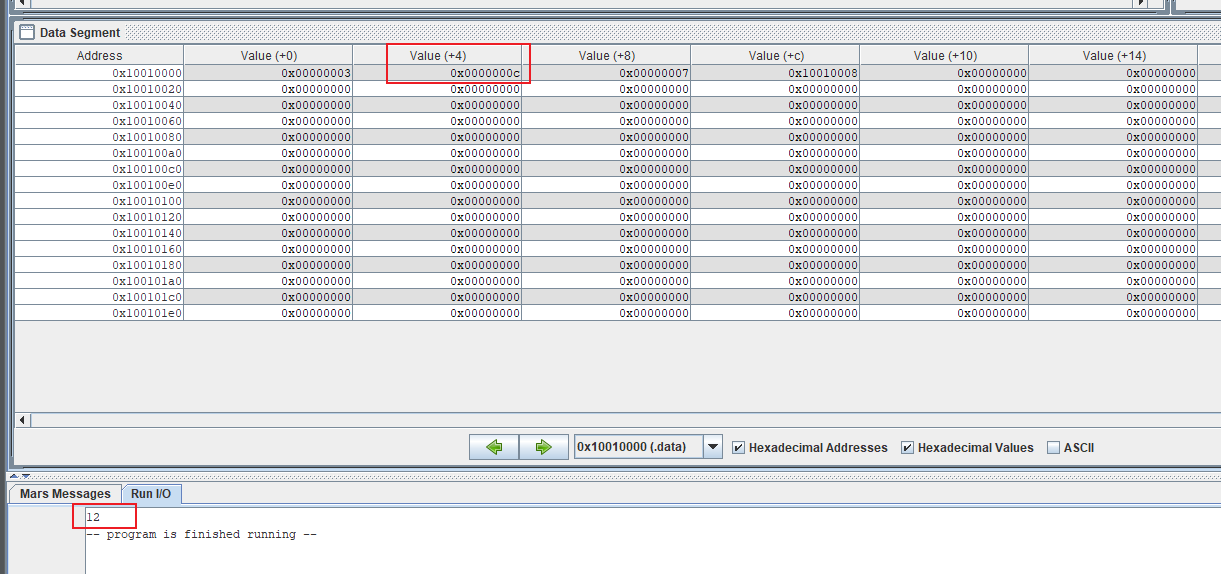 Data Segment
Address Value (+0) Value (+4) Value (+8) Value (+c) Value (+10) Value (+14)
0x10010000 0x00000003 0x0000000c 0x00000007 0x10010008 0x00000000 0x00000000
0x10010020 0x00000000 0x00000000 0x00000000 0x00000000 0x00000000 0x00000000
0x10010040 0x00000000 0x00000000 0x00000000 0x00000000 0x00000000 0x00000000
0x10010060 0x00000000 0x00000000 0x00000000 0x00000000 0x00000000 0x00000000
0x10010080 0x00000000 0x00000000 0x00000000 0x00000000 0x00000000 0x00000000
0x100100a0 0x00000000 0x00000000 0x00000000 0x00000000 0x00000000 0x00000000
0x100100c0 0x00000000 0x00000000 0x00000000 0x00000000 0x00000000 0x00000000
0x100100e0 0x00000000 0x00000000 0x00000000 0x00000000 0x00000000 0x00000000
0x10010100 0x00000000 0x00000000 0x00000000 0x00000000 0x00000000 0x00000000
0x10010120 0x00000000 0x00000000 0x00000000 0x00000000 0x00000000 0x00000000
0x10010140 0x00000000 0x00000000 0x00000000 0x00000000 0x00000000 0x00000000
0x10010160 0x00000000 0x00000000 0x00000000 0x00000000 0x00000000 0x00000000
0x10010180 0x00000000 0x00000000 0x00000000 0x00000000 0x00000000 0x00000000
0x100101a0 0x00000000 0x00000000 0x00000000 0x00000000 0x00000000 0x00000000
0x100101c0 0x00000000 0x00000000 0x00000000 0x00000000 0x00000000 0x00000000
0x100101e0 0x00000000 0x00000000 0x00000000 0x00000000 0x00000000 0x00000000
0x10010000 (.data) Hexadecimal Addresses Hexadecimal Values ASCII
Mars Messages Run I/O
12
-- program is finished running --